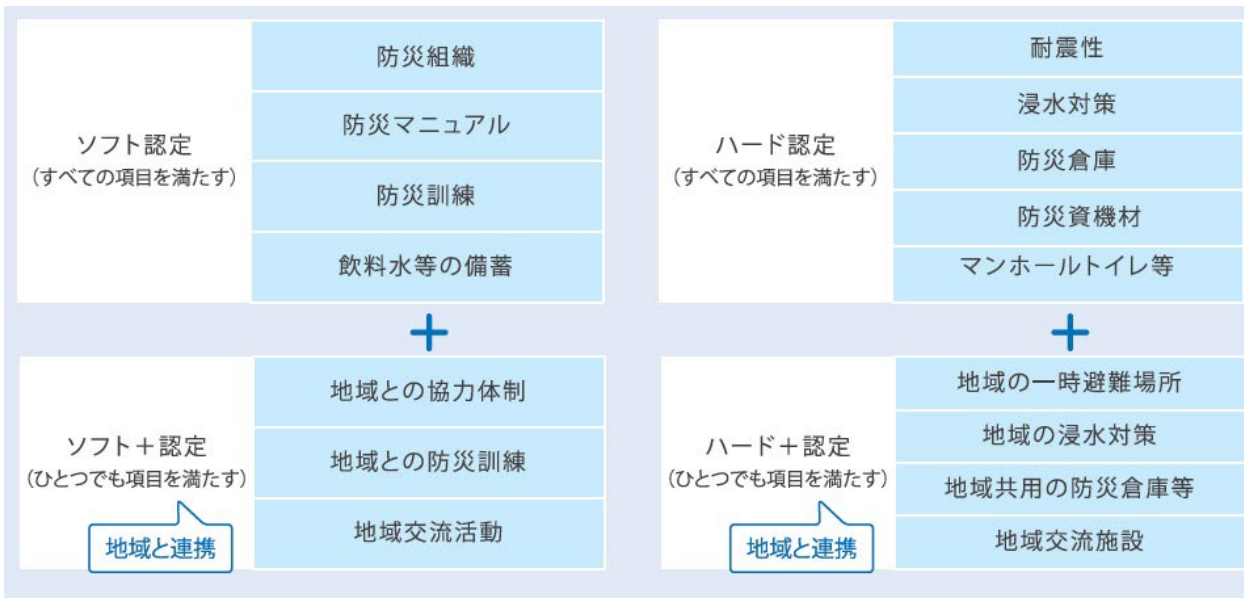 ソフト認定
(すべての項目を満たす)
防災組織
防災マニュアル
防災訓練
飲料水等の備蓄
+
ソフト+認定
(ひとつでも項目を満たす)
地域と連携
地域との協力体制
地域との防災訓練
地域交流活動
ハード認定
(すべての項目を満たす)
耐震性
浸水対策
防災倉庫
防災資機材
マンホールトイレ等
+
ハード+認定
(ひとつでも項目を満たす)
地域と連携
地域の一時避難場所
地域の浸水対策
地域共用の防災倉庫等
地域交流施設